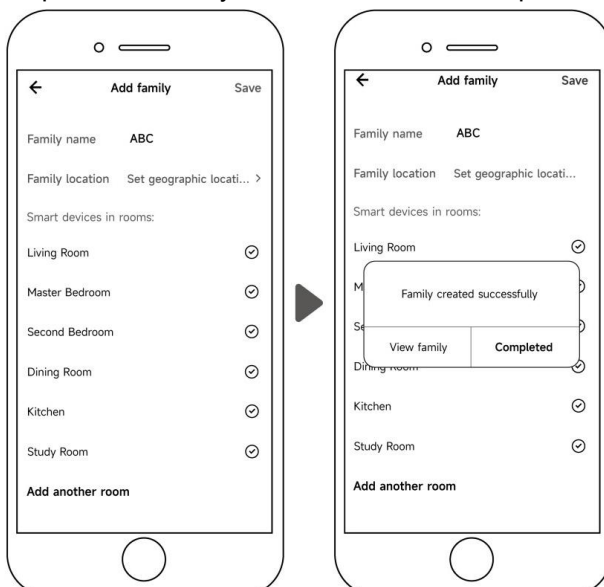 Add family Save
Family name ABC
Family location Set geographic locati... >
Smart devices in rooms:
Living Room
Master Bedroom
Second Bedroom
Dining Room
Kitchen
Study Room
Add another room
Add family Save
Family name ABC
Family location Set geographic locati...
Smart devices in rooms:
Living Room
Family created successfully
View family Completed
Dining Room
Kitchen
Study Room
Add another room